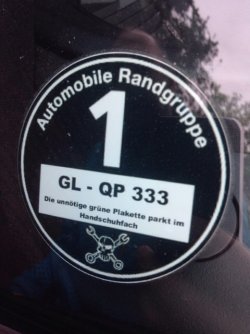 Automobile Randgruppe
1
GL - QP 333
Die unnötige grüne Plakette parkt im
Handschuhfach